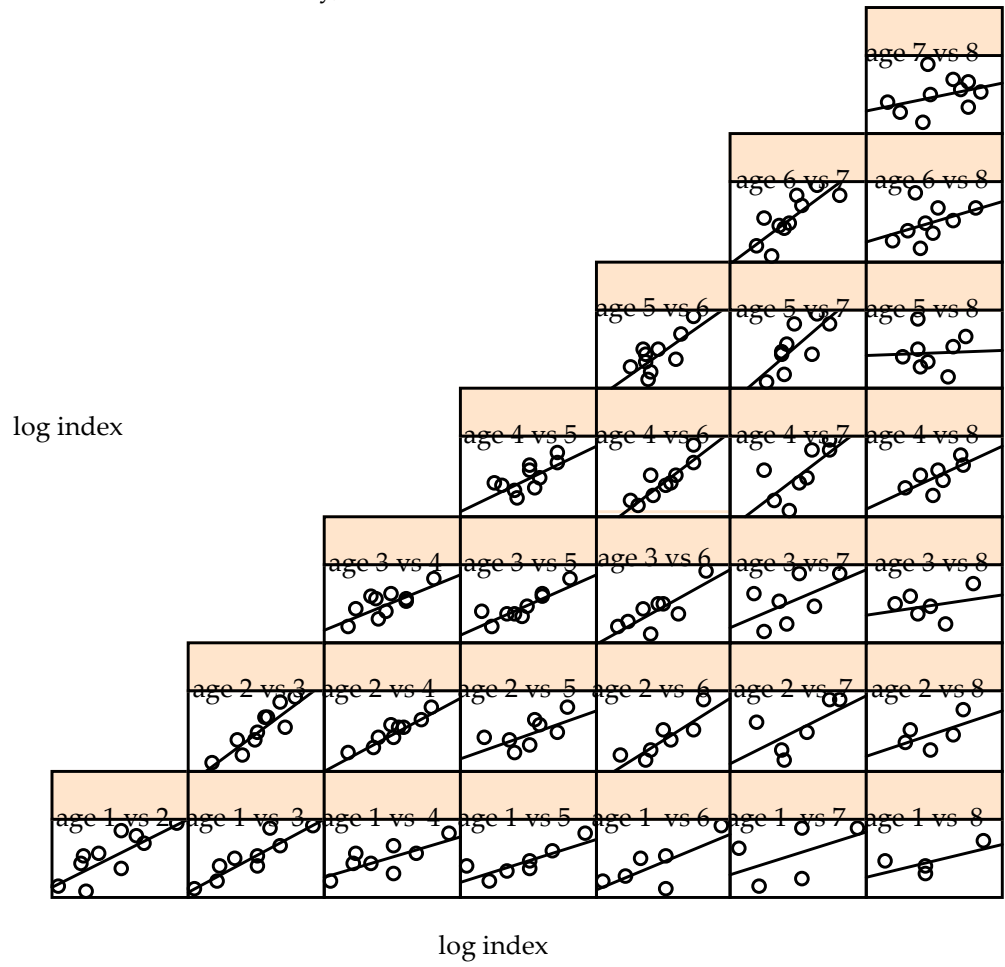 age 7 vs 8
age 6 vs 7
age 6 vs 8
age 5 vs 6
age 5 vs 7
age 5 vs 8
log index
age 4 vs 5
age 4 vs 6
age 4 vs 7
age 4 vs 8
age 3 vs 4
age 3 vs 5
age 3 vs 6
age 3 vs 7
age 3 vs 8
age 2 vs 3
age 2 vs 4
age 2 vs 5
age 2 vs 6
age 2 vs 7
age 2 vs 8
age 1 vs 2
age 1 vs 3
age 1 vs 4
age 1 vs 5
age 1 vs 6
age 1 vs 7
age 1 vs 8
log index